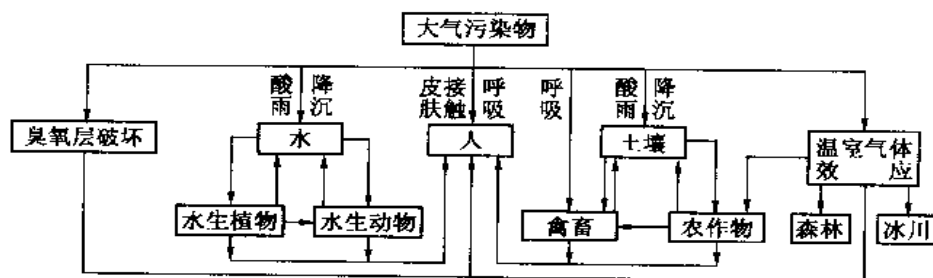 大气污染物
酸雨 降沉
皮肤 接触 呼吸
呼吸
酸雨 降沉
臭氧层破坏
水
人
土壤
温室气体
效应
水生植物
水生动物
禽畜
农作物
森林
冰川